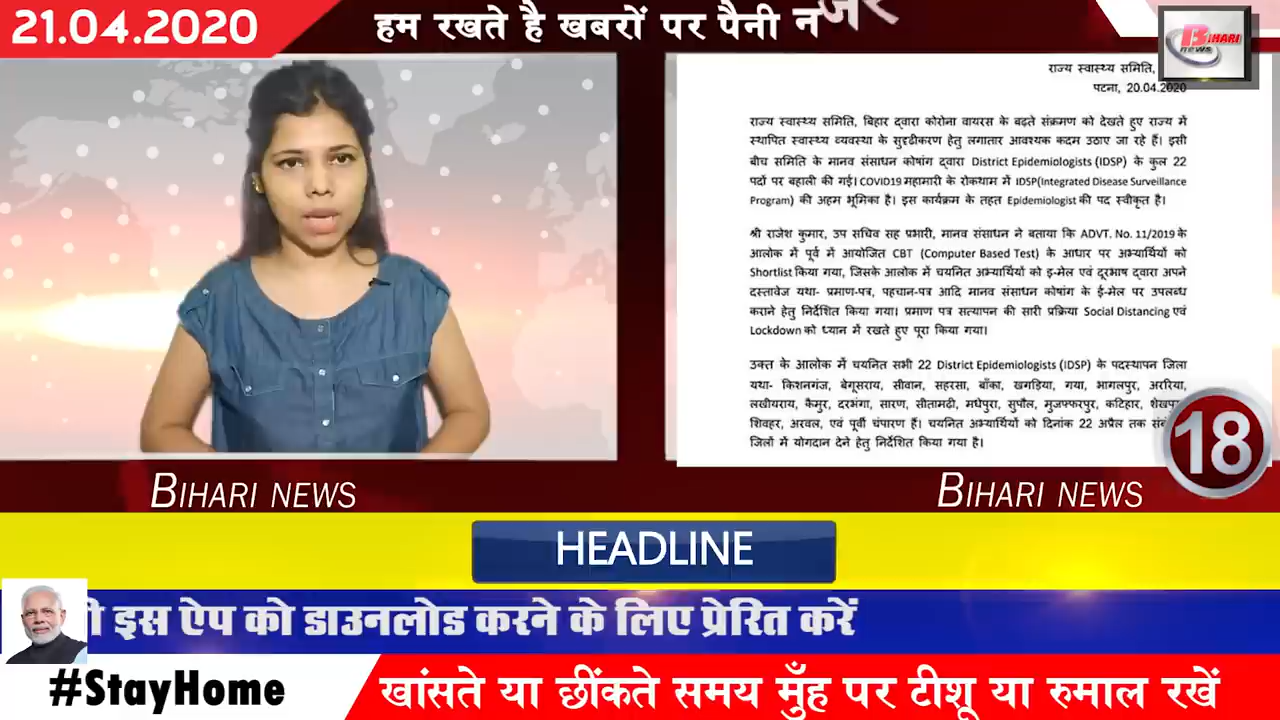 21.04.2020
हम रखते है खबरों पर पैनी नजर
BIHARI
news
राज्य स्वास्थ्य समिति,
पटना, 20.04.2020
राज्य स्वास्थ्य समिति, बिहार द्वारा कोरोना वायरस के बढ़ते संक्रमण को देखते हुए राज्य में
स्थापित स्वास्थ्य व्यवस्था के सुदृढीकरण हेतु लगातार आवश्यक कदम उठाए जा रहे हैं। इसी
बीच समिति के मानव संसाधन कोषांग द्वारा District Epidemiologists (IDSP) के कुल 22
पदों पर बहाली की गई। COVID19 महामारी के रोकथाम में IDSP(Integrated Disease Surveillance
Program) की अहम भूमिका है। इस कार्यक्रम के तहत Epidemiologist की पद स्वीकृत है।
श्री राजेश कुमार, उप सचिव सह प्रभारी, मानव संसाधन ने बताया कि ADVT. No. 11/2019 के
आलोक में पूर्व में आयोजित CBT (Computer Based Test) के आधार पर अभ्यार्थियों को
Shortlist किया गया, जिसके आलोक में चयनित अभ्यार्थियों को इ-मेल एवं दूरभाष द्वारा अपने
दस्तावेज यथा- प्रमाण-पत्र, पहचान-पत्र आदि मानव संसाधन कोषांग के ई-मेल पर उपलब्ध
कराने हेतु निर्देशित किया गया। प्रमाण पत्र सत्यापन की सारी प्रक्रिया Social Distancing एवं
Lockdown को ध्यान में रखते हुए पूरा किया गया।
उक्त के आलोक में चयनित सभी 22 District Epidemiologists (IDSP) के पदस्थापन जिला
यथा- किशनगंज, बेगूसराय, सीवान, सहरसा, बाँका, खगड़िया, गया, भागलपुर, अररिया,
लखीयराय, कैमुर, दरभंगा, सारण, सीतामढ़ी, मधेपुरा, सुपौल, मुजफ्फरपुर, कटिहार,
शिवहर, अरवल, एवं पूर्वी चंपारण हैं। चयनित अभ्यार्थियों को दिनांक 22 अप्रैल तक
जिलों में योगदान देने हेतु निर्देशित किया गया है।
18
BIHARI NEWS
BIHARI NEWS
HEADLINE
इस ऐप को डाउनलोड करने के लिए प्रेरित करें
#StayHome
खांसते या छींकते समय मुँह पर टीशू या रुमाल रखें